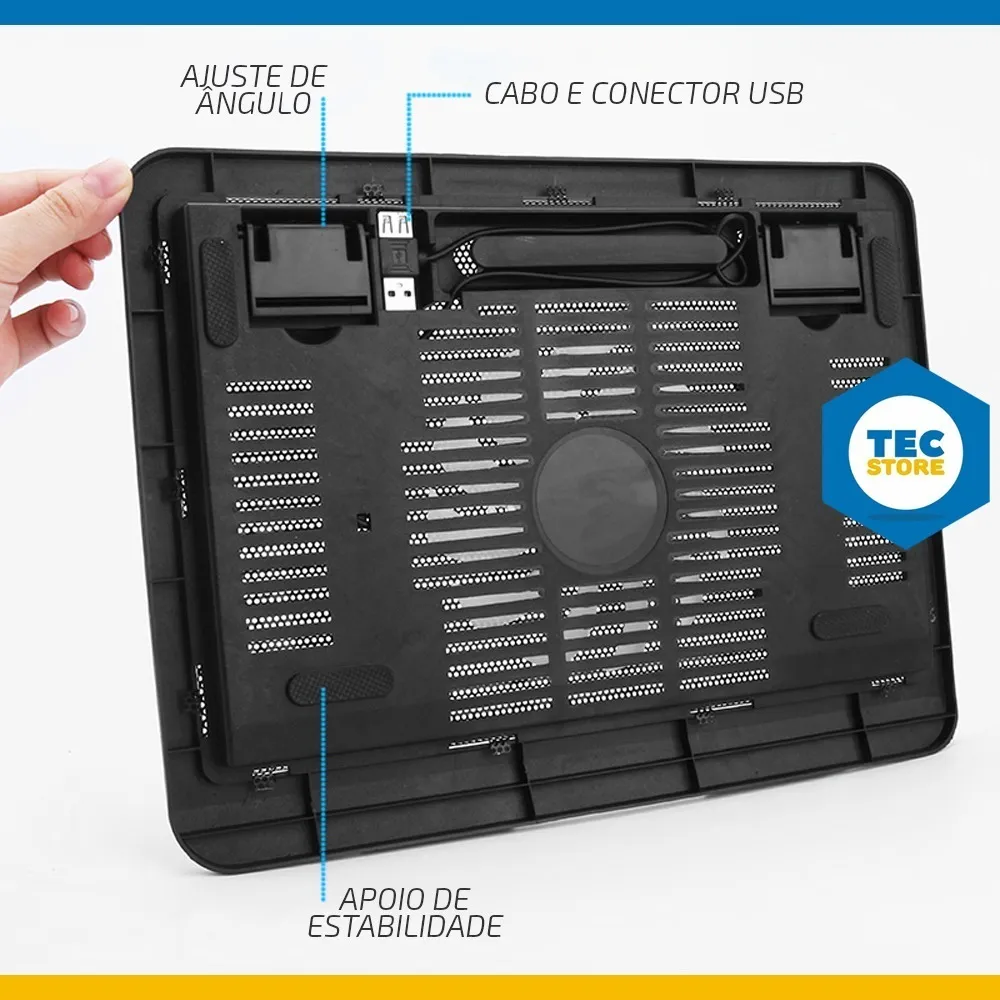 AJUSTE DE
ÂNGULO
CABO E CONECTOR USB
TEC
STORE
APOIO DE
ESTABILIDADE